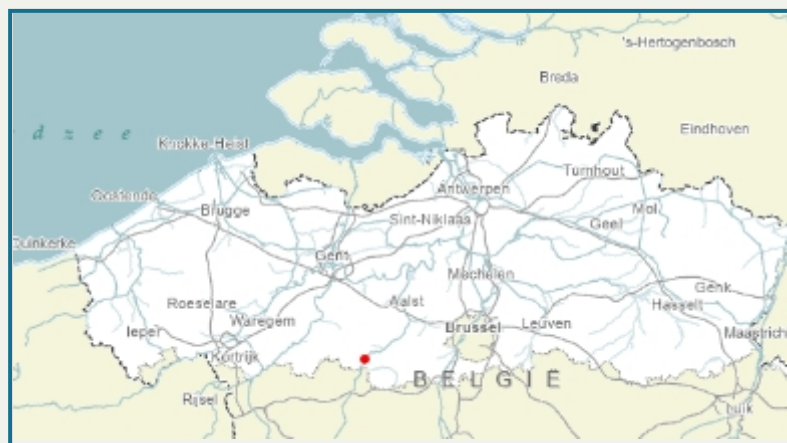 's-Hertogenbosch
Breda
d z e e
Eindhoven
Knokke-Heist
Turnhout
Antwerpen
Oostende
Mol
Brugge
Sint-Niklaas
Geel
Duinkerke
Gent
Mechelen
Genk
Roeselare
Aalst
Hasselt
Waregem
Ieper
Brussel
Leuven
Maastrich
Kortrijk
BELGIË
Rijsel
Luik